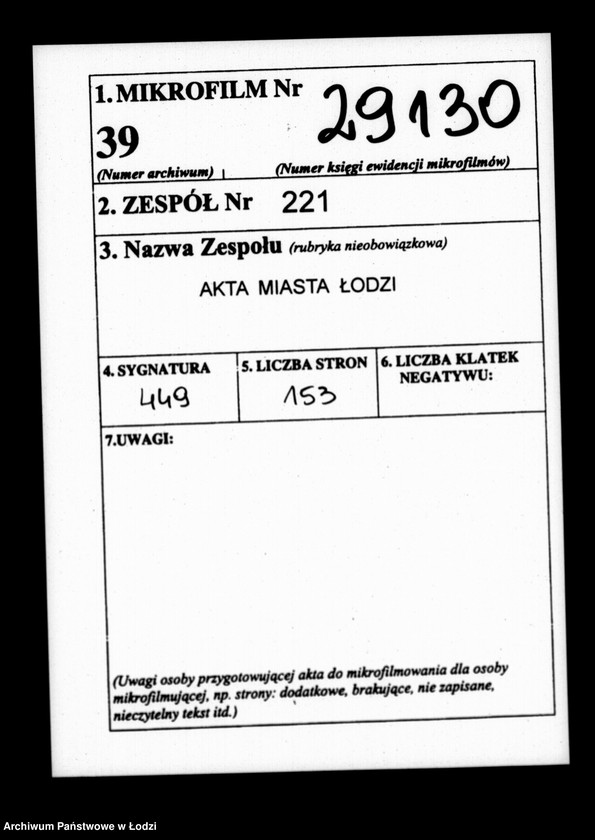 1. MIKROFILM Nr 29130
39
(Numer archiwum) (Numer księgi ewidencji mikrofilmów)
2. ZESPÓŁ Nr 221
3. Nazwa Zespołu (rubryka nieobowiązkowa)
AKTA MIASTA ŁODZI
4. SYGNATURA
449
5. LICZBA STRON
153
6. LICZBA KLATEK
NEGATYWU:
7.UWAGI:
(Uwagi osoby przygotowującej akta do mikrofilmowania dla osoby
mikrofilmującej, np. strony: dodatkowe, brakujące, nie zapisane,
nieczytelny tekst itd.)
Archiwum Państwowe w Łodzi